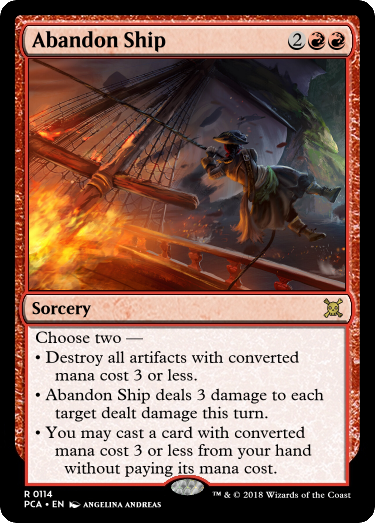 Abandon Ship 2
Sorcery
Choose two —
• Destroy all artifacts with converted
mana cost 3 or less.
• Abandon Ship deals 3 damage to each
target dealt damage this turn.
• You may cast a card with converted
mana cost 3 or less from your hand
without paying its mana cost.
R 0114
PCA • EN ANGELINA ANDREAS
™ & © 2018 Wizards of the Coast